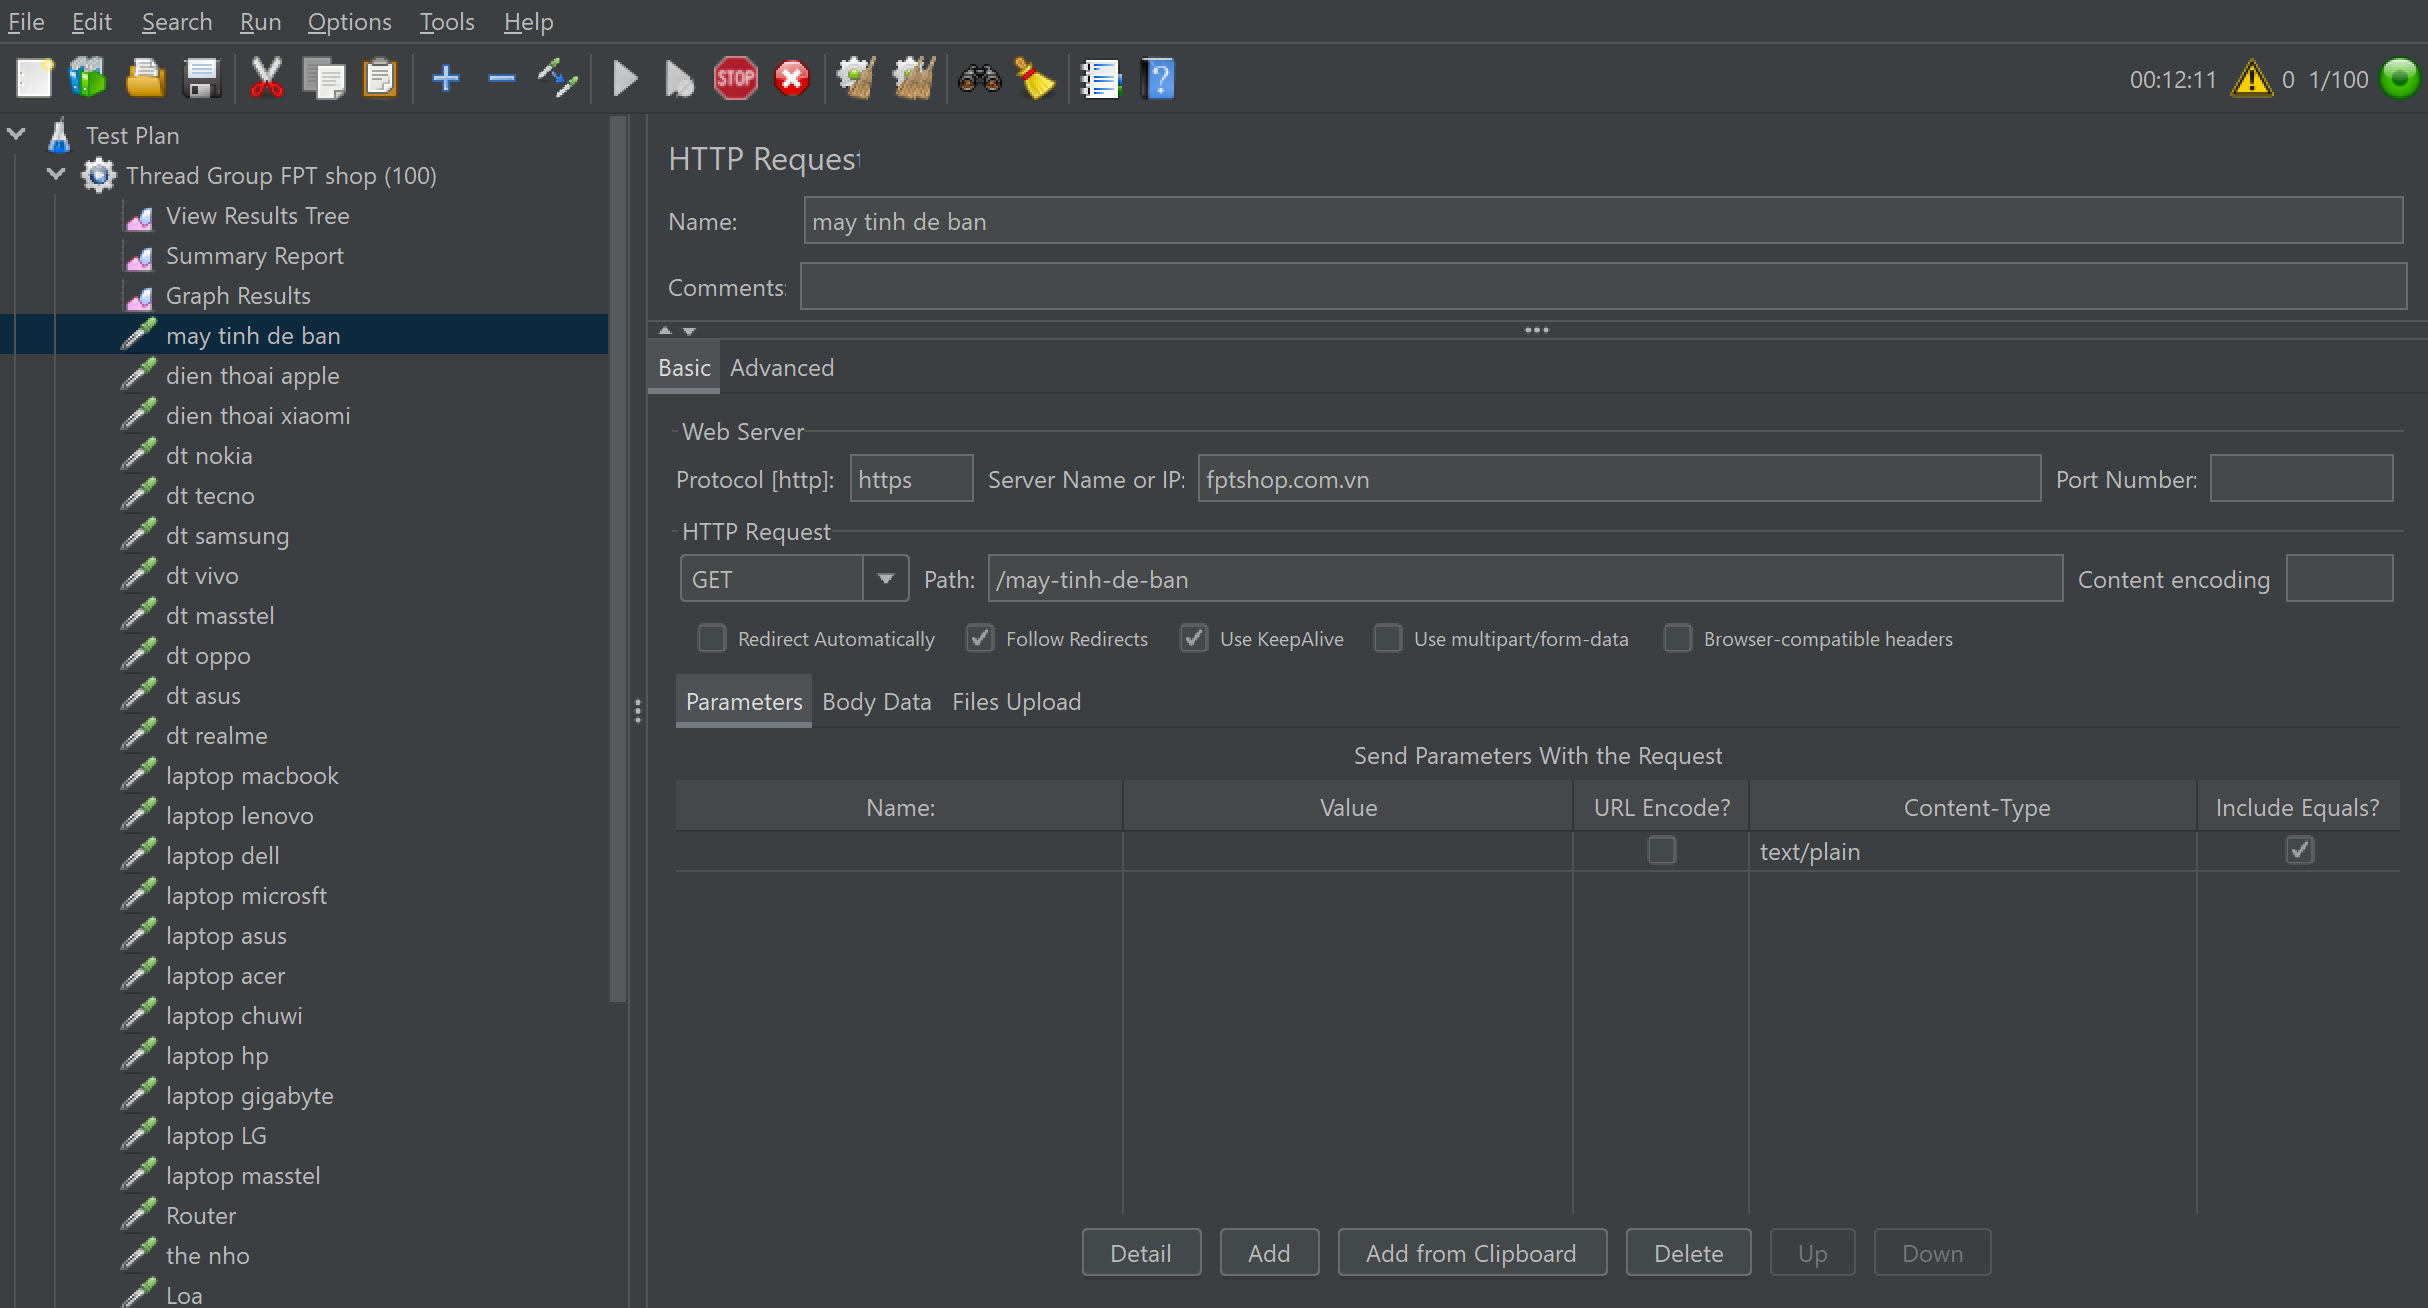 File Edit Search Run Options Tools Help
STOP
?
00:12:11 0 1/100
Test Plan
Thread Group FPT shop (100)
View Results Tree
Summary Report
Graph Results
may tinh de ban
dien thoai apple
dien thoai xiaomi
dt nokia
dt tecno
dt samsung
dt vivo
dt masstel
dt oppo
dt asus
dt realme
laptop macbook
laptop lenovo
laptop dell
laptop microsft
laptop asus
laptop acer
laptop chuwi
laptop hp
laptop gigabyte
laptop LG
laptop masstel
Router
the nho
Loa
HTTP Request
Name: may tinh de ban
Comments:
Basic Advanced
Web Server
Protocol [http]: https Server Name or IP: fptshop.com.vn Port Number:
HTTP Request
GET Path: /may-tinh-de-ban Content encoding
Redirect Automatically Follow Redirects Use KeepAlive Use multipart/form-data Browser-compatible headers
Parameters Body Data Files Upload
Send Parameters With the Request
Name: Value URL Encode? Content-Type Include Equals?
text/plain
Detail Add Add from Clipboard Delete Up Down